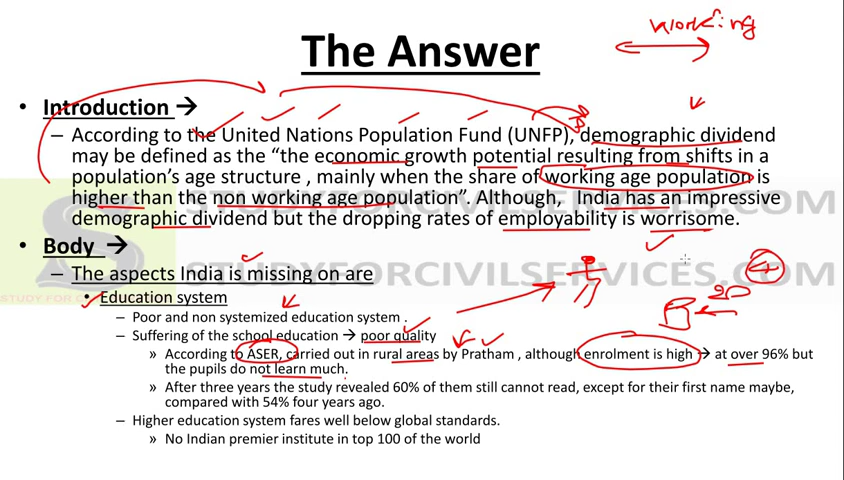 working
The Answer
• Introduction →
– According to the United Nations Population Fund (UNFP), demographic dividend
may be defined as the “the economic growth potential resulting from shifts in a
population's age structure , mainly when the share of working age population is
higher than the non working age population”. Although, India has an impressive
demographic dividend but the dropping rates of employability is worrisome.
STUDYFORCIVILSERVICES.COM
• Body →
– The aspects India is missing on are
STUDYFORCIVILSERVICES.COM
• Education system
– Poor and non systemized education system .
– Suffering of the school education → poor quality
» According to ASER, carried out in rural areas by Pratham , although enrolment is high → at over 96% but
the pupils do not learn much.
» After three years the study revealed 60% of them still cannot read, except for their first name maybe,
compared with 54% four years ago.
– Higher education system fares well below global standards.
» No Indian premier institute in top 100 of the world